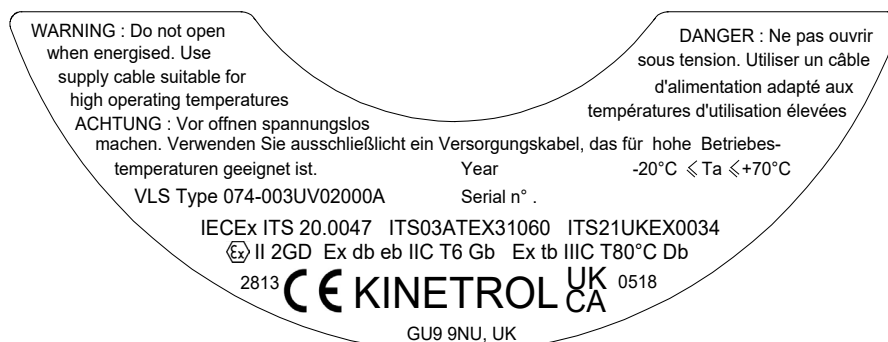 WARNING : Do not open
when energised. Use
supply cable suitable for
high operating temperatures
DANGER : Ne pas ouvrir
sous tension. Utiliser un câble
d'alimentation adapté aux
températures d'utilisation élevées
ACHTUNG : Vor offnen spannungslos
machen. Verwenden Sie ausschließlicht ein Versorgungskabel, das für hohe Betriebes-
temperaturen geeignet ist. Year -20°C ⩽ Ta ⩽ +70°C
VLS Type 074-003UV02000A Serial n° .
IECEx ITS 20.0047 ITS03ATEX31060 ITS21UKEX0034
Ex II 2GD Ex db eb IIC T6 Gb Ex tb IIIC T80°C Db
2813 CE KINETROL UK CA 0518
GU9 9NU, UK